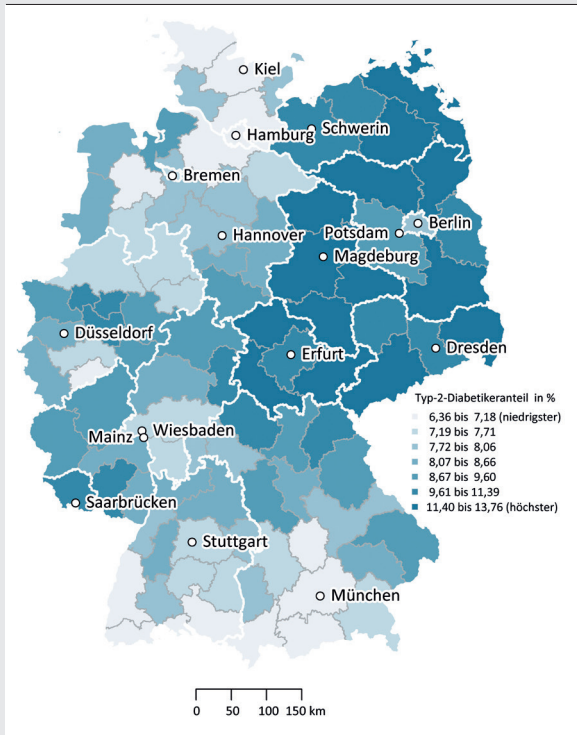 Kiel
Hamburg
Schwerin
Bremen
Berlin
Hannover
Potsdam
Magdeburg
Düsseldorf
Erfurt
Dresden
Typ-2-Diabetikeranteil in %
6,36 bis 7,18 (niedrigster)
7,19 bis 7,71
7,72 bis 8,06
8,07 bis 8,66
8,67 bis 9,60
9,61 bis 11,39
11,40 bis 13,76 (höchster)
Wiesbaden
Mainz
Saarbrücken
Stuttgart
München
0 50 100 150 km